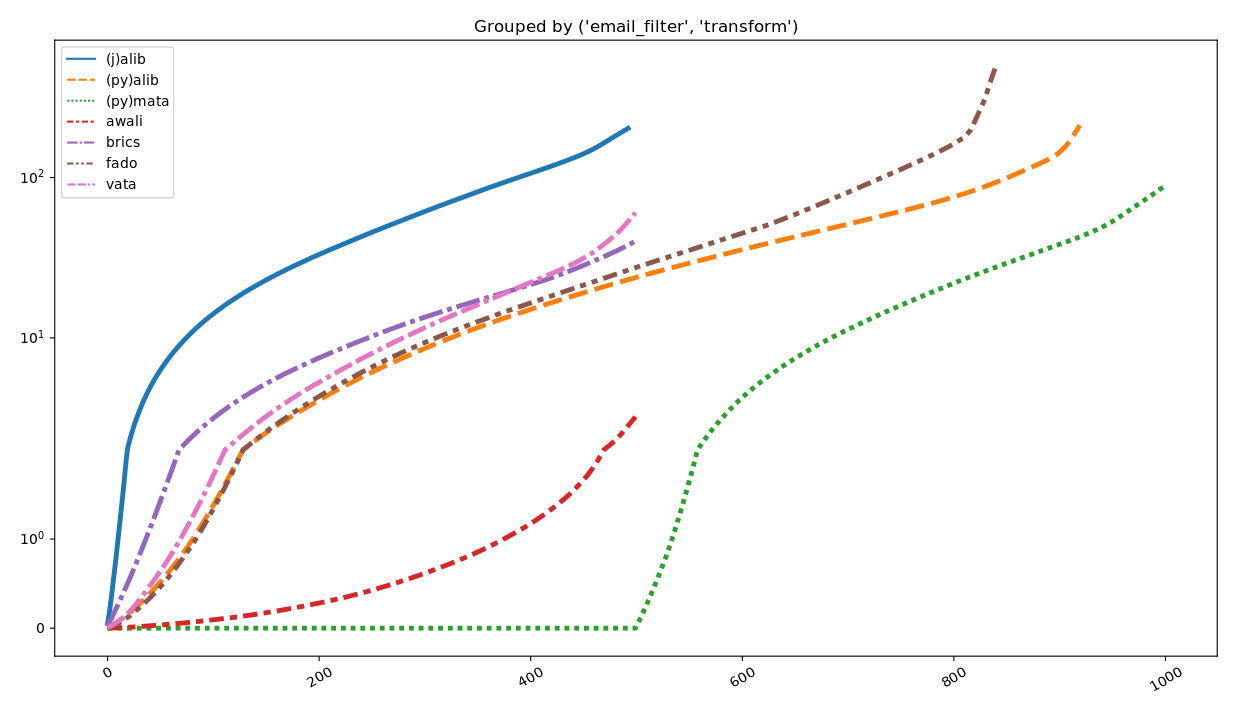 Grouped by ('email_filter', 'transform')
(j)alib
(py)alib
(py)mata
awali
brics
fado
vata
10²
10¹
10⁰
0
0
200
400
600
800
1000